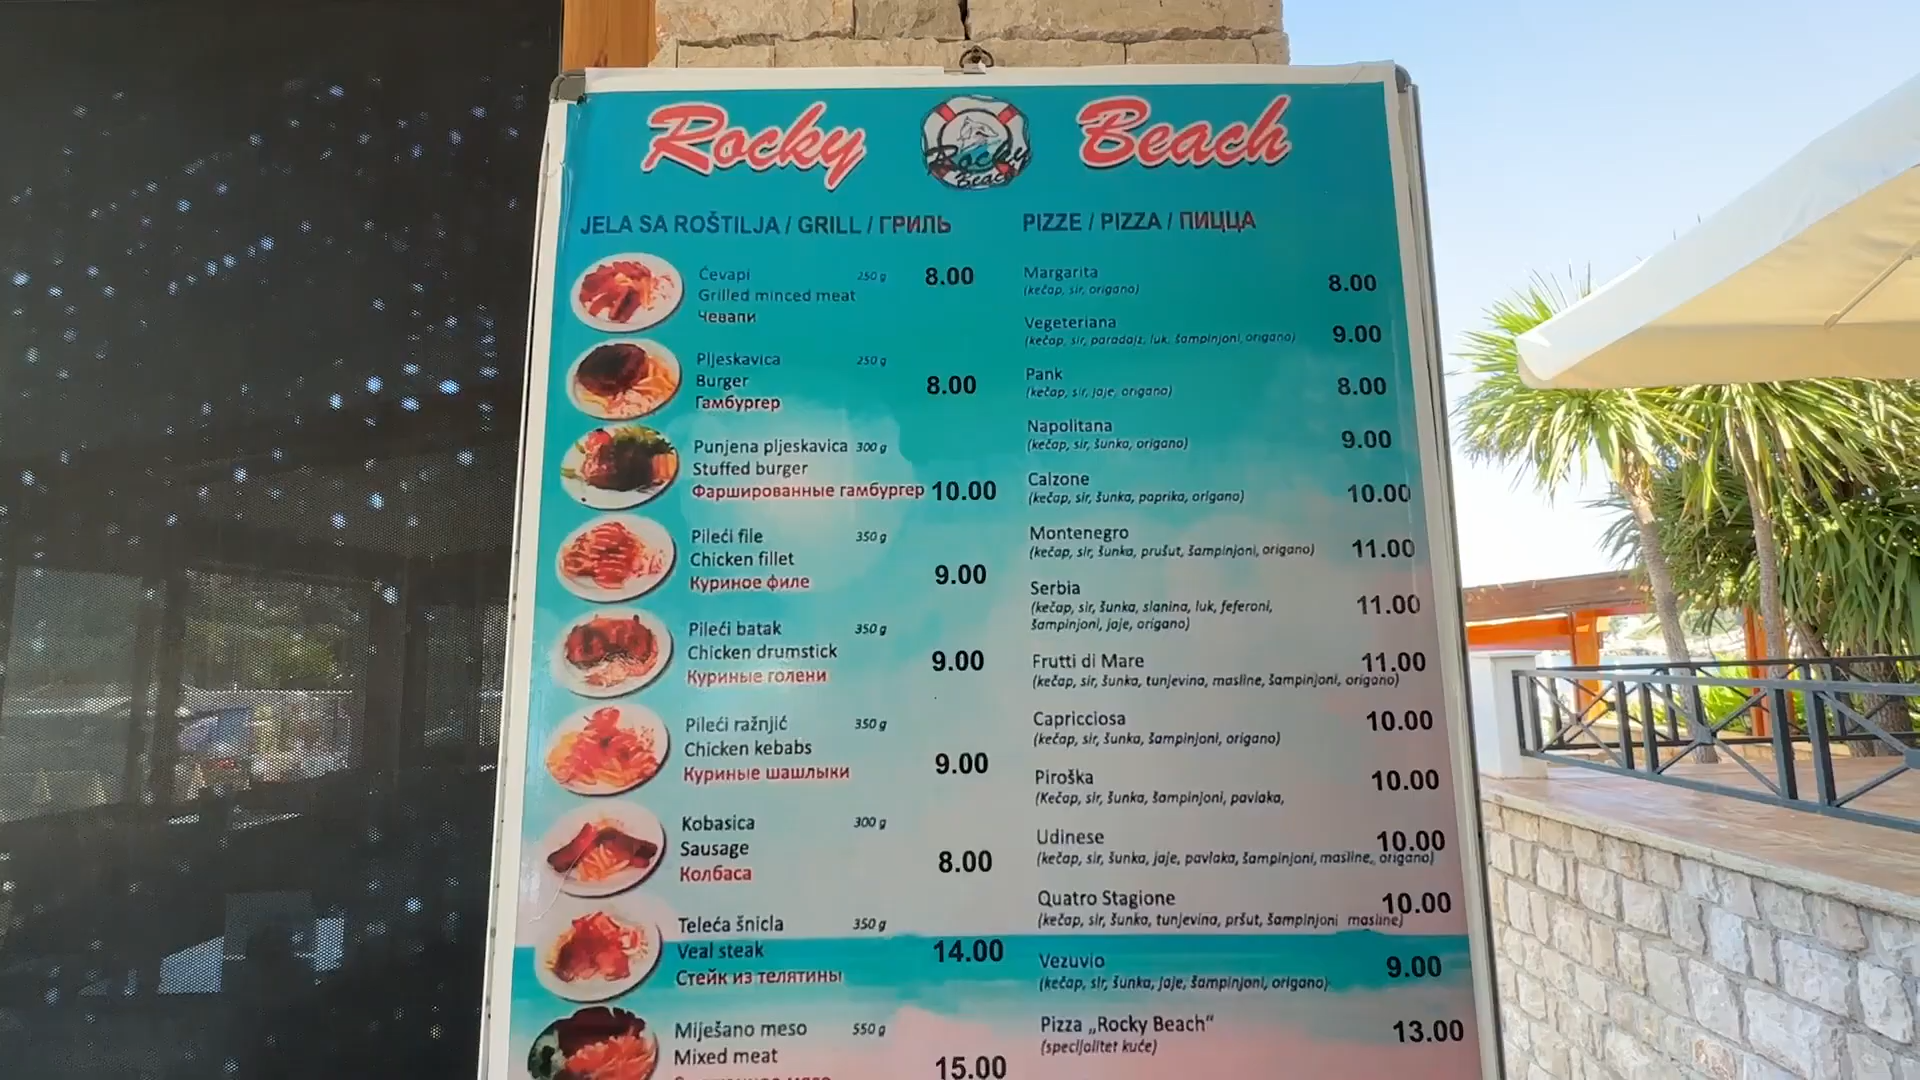 Rocky
Rocky
Beach
Beach
JELA SA ROŠTILJA / GRILL / ГРИЛЬ
Ćevapi 250 g 8.00
Grilled minced meat
Чевапи
Pljeskavica 250 g
Burger 8.00
Гамбургер
Punjena pljeskavica 300 g
Stuffed burger
Фаршированные гамбургер 10.00
Pileći file 350 g
Chicken fillet 9.00
Куриное филе
Pileći batak 350 g
Chicken drumstick 9.00
Куриные голени
Pileći ražnjić 350 g
Chicken kebabs 9.00
Куриные шашлыки
Kobasica 300 g
Sausage 8.00
Колбаса
Teleća šnicla 350 g
Veal steak 14.00
Стейк из телятины
Miješano meso 550 g
Mixed meat 15.00
PIZZE / PIZZA / ПИЦЦА
Margarita 8.00
(kečap, sir, origano)
Vegeteriana 9.00
(kečap, sir, paradajz, luk, šampinjoni, origano)
Pank 8.00
(kečap, sir, jaje, origano)
Napolitana 9.00
(kečap, sir, šunka, origano)
Calzone 10.00
(kečap, sir, šunka, paprika, origano)
Montenegro 11.00
(kečap, sir, šunka, prušut, šampinjoni, origano)
Serbia 11.00
(kečap, sir, šunka, slanina, luk, feferoni,
šampinjoni, jaje, origano)
Frutti di Mare 11.00
(kečap, sir, šunka, tunjevina, masline, šampinjoni, origano)
Capricciosa 10.00
(kečap, sir, šunka, šampinjoni, origano)
Piroška 10.00
(Kečap, sir, šunka, šampinjoni, pavlaka,
Udinese 10.00
(kečap, sir, šunka, jaje, pavlaka, šampinjoni, masline, origano)
Quatro Stagione 10.00
(kečap, sir, šunka, tunjevina, pršut, šampinjoni masline)
Vezuvio 9.00
(kečap, sir, šunka, jaje, šampinjoni, origano)
Pizza „Rocky Beach“ 13.00
(specijalitet kuće)